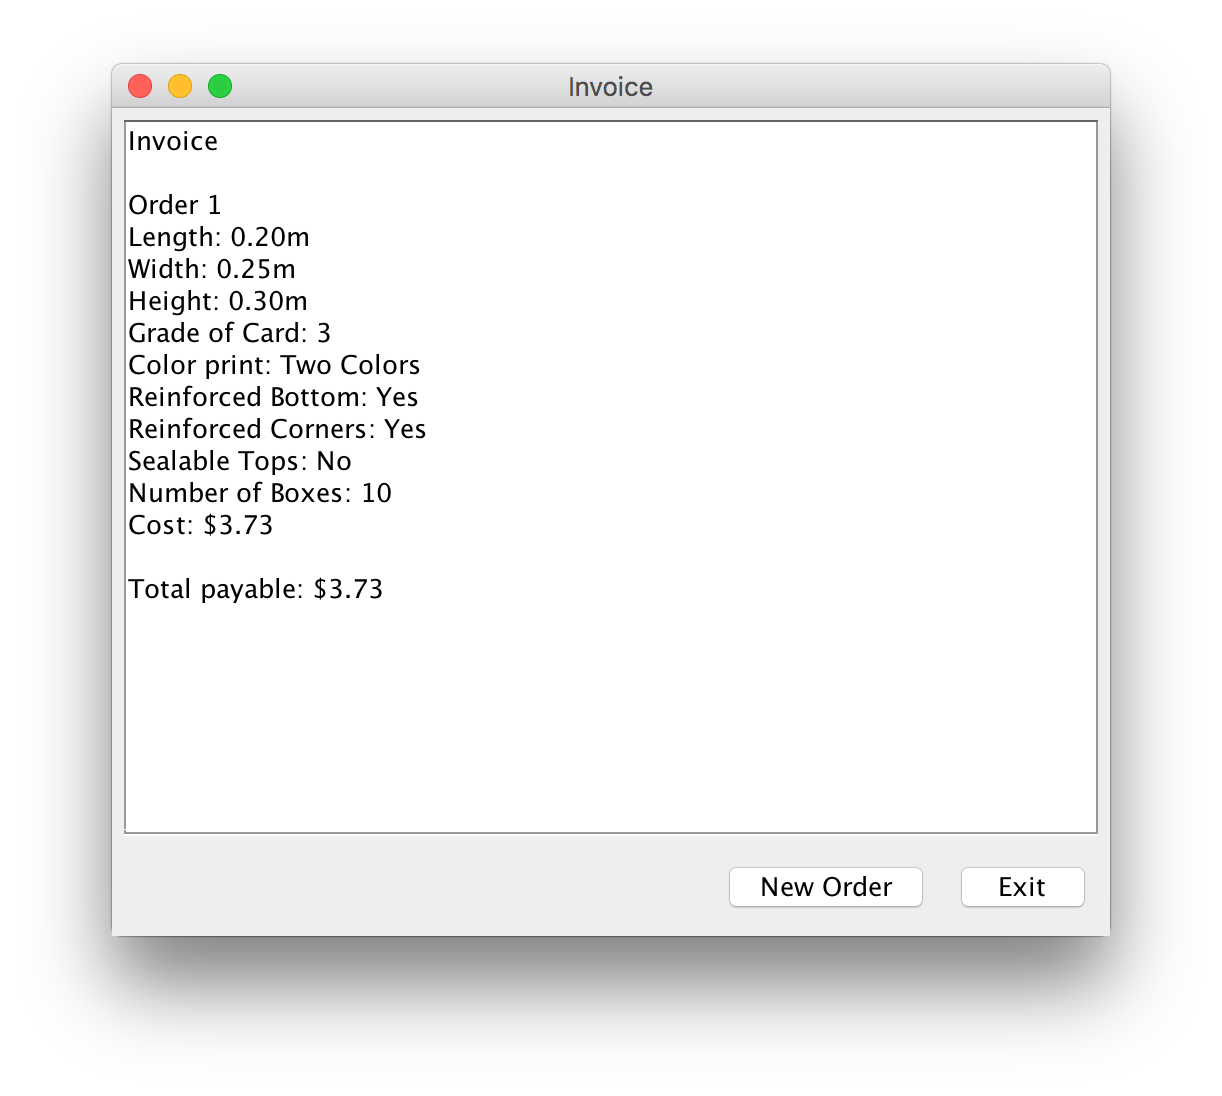 Invoice
Invoice
Order 1
Length: 0.20m
Width: 0.25m
Height: 0.30m
Grade of Card: 3
Color print: Two Colors
Reinforced Bottom: Yes
Reinforced Corners: Yes
Sealable Tops: No
Number of Boxes: 10
Cost: $3.73
Total payable: $3.73
New Order
Exit